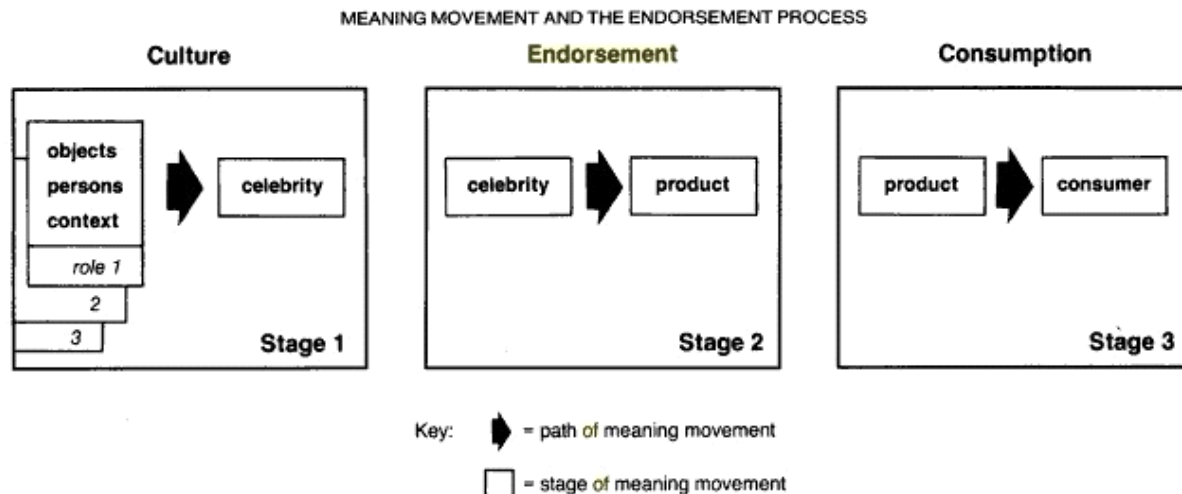 MEANING MOVEMENT AND THE ENDORSEMENT PROCESS
Culture
Endorsement
Consumption
objects
persons
context
role 1
2
3
celebrity
Stage 1
celebrity
product
Stage 2
product
consumer
Stage 3
Key:
= path of meaning movement
= stage of meaning movement